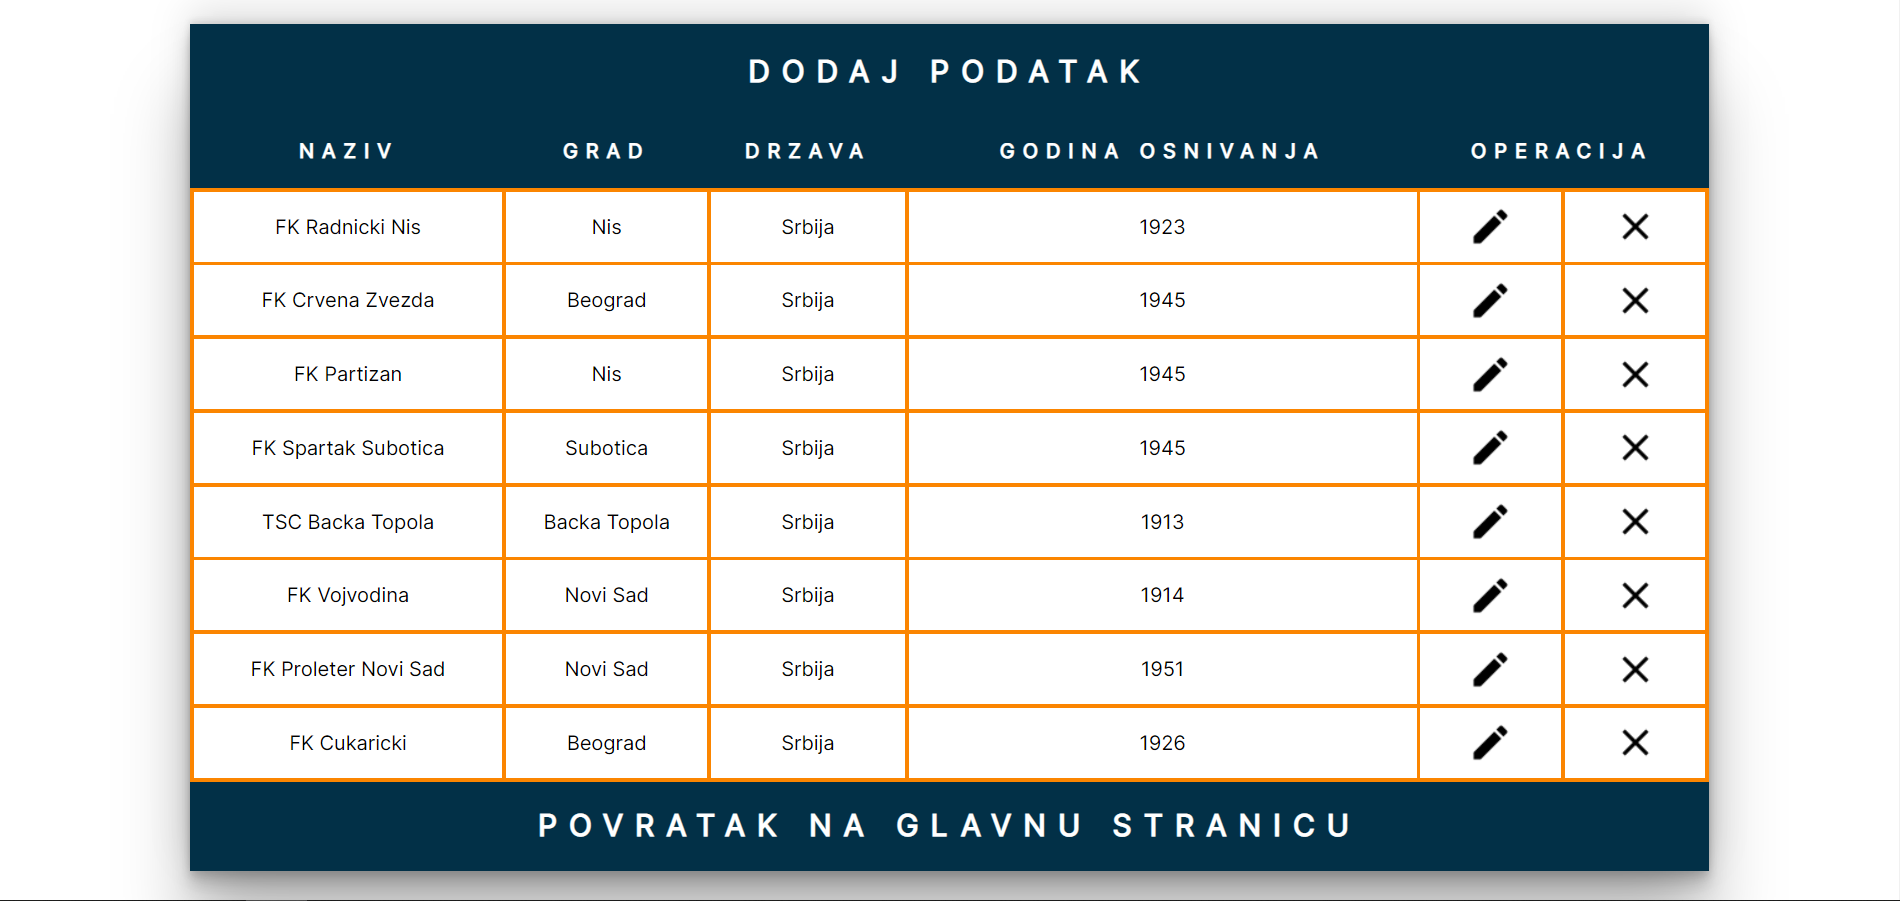 DODAJ PODATAK
NAZIV GRAD DRZAVA GODINA OSNIVANJA OPERACIJA
FK Radnicki Nis Nis Srbija 1923
FK Crvena Zvezda Beograd Srbija 1945
FK Partizan Nis Srbija 1945
FK Spartak Subotica Subotica Srbija 1945
TSC Backa Topola Backa Topola Srbija 1913
FK Vojvodina Novi Sad Srbija 1914
FK Proleter Novi Sad Novi Sad Srbija 1951
FK Cukaricki Beograd Srbija 1926
POVRATAK NA GLAVNU STRANICU